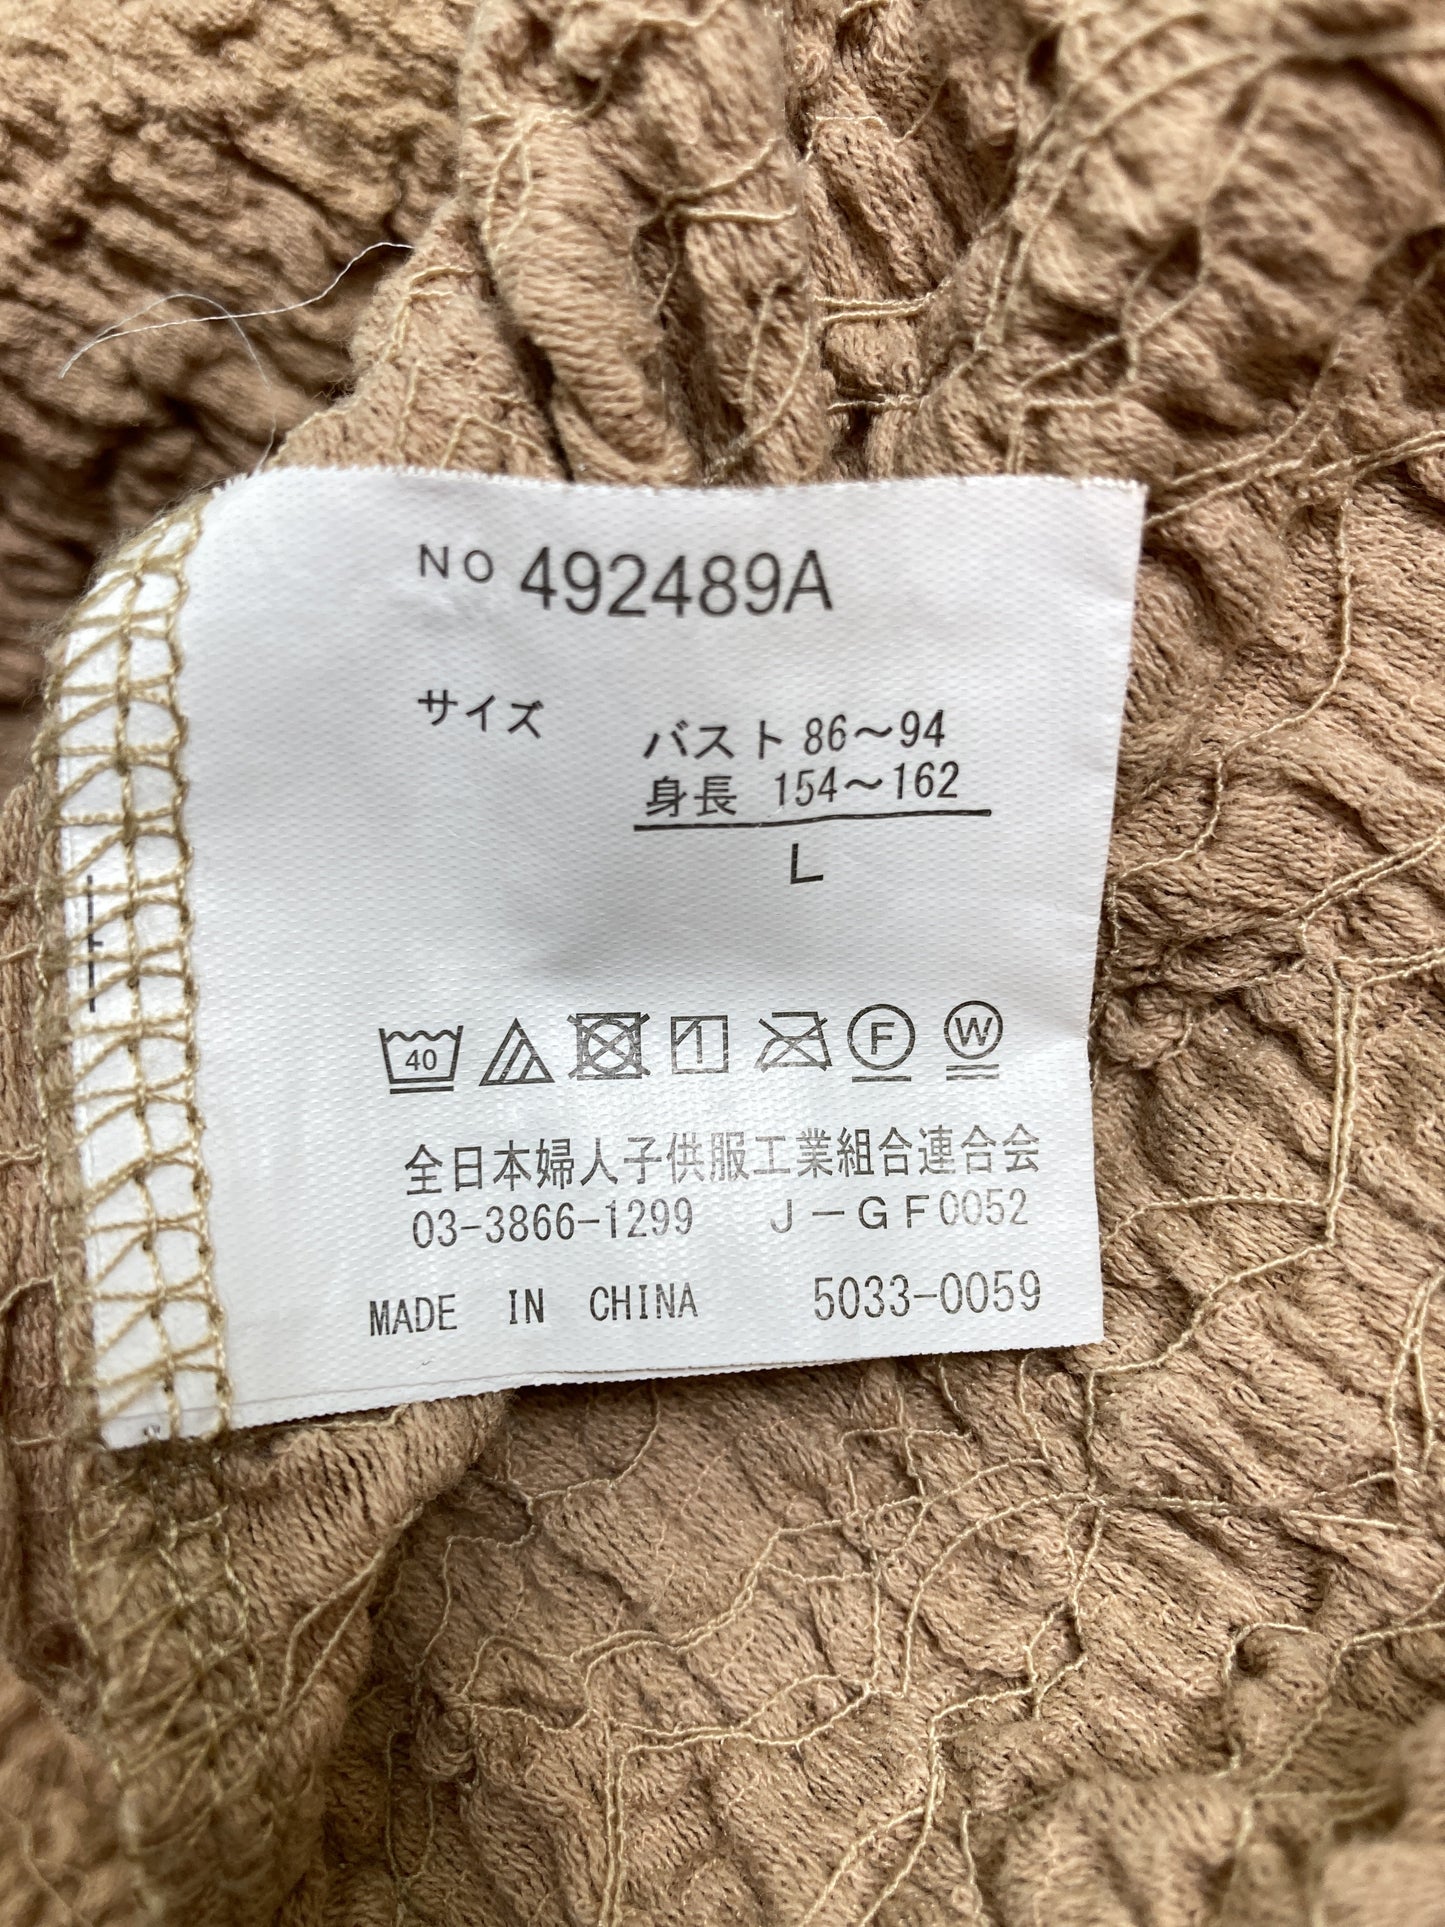 NO 492489A
サイズ
バスト 86〜94
身長 154〜162
L
40 F W
全日本婦人子供服工業組合連合会
03-3866-1299 J-GF0052
MADE IN CHINA 5033-0059